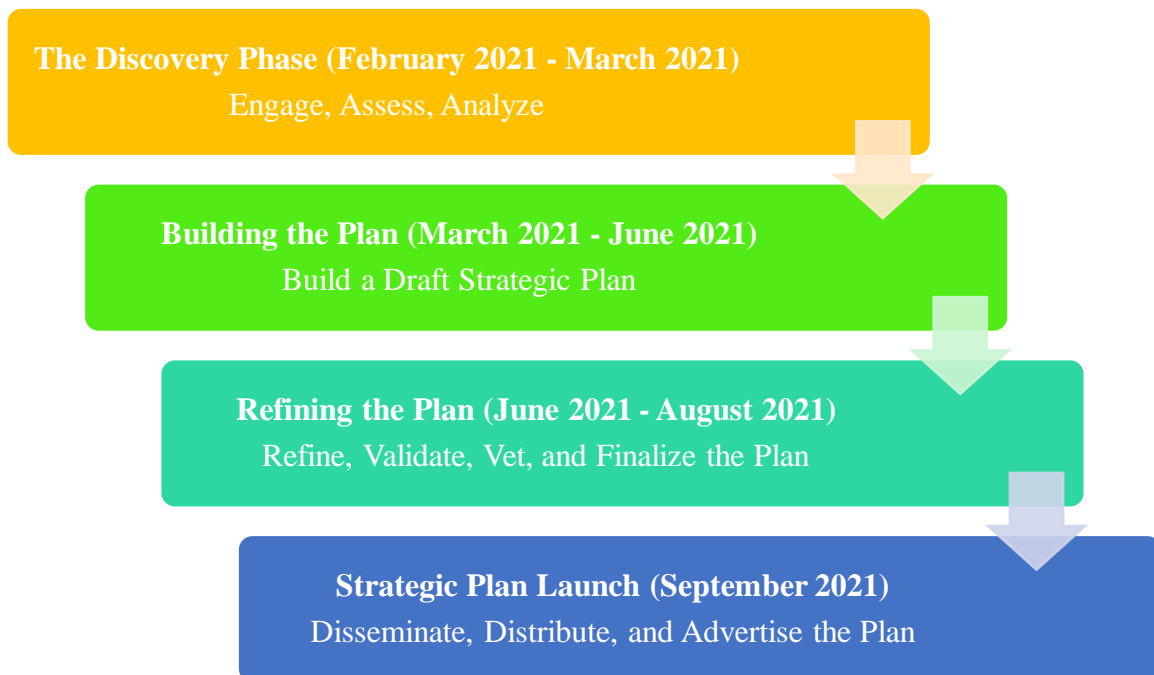 The Discovery Phase (February 2021 - March 2021)
Engage, Assess, Analyze
Building the Plan (March 2021 - June 2021)
Build a Draft Strategic Plan
Refining the Plan (June 2021 - August 2021)
Refine, Validate, Vet, and Finalize the Plan
Strategic Plan Launch (September 2021)
Disseminate, Distribute, and Advertise the Plan